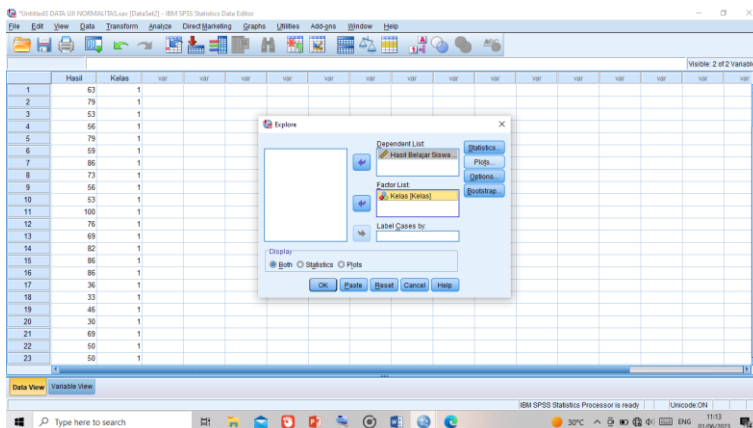 *Untitled3 DATA UJI NORMALITAS.sav [DataSet2] - IBM SPSS Statistics Data Editor
File Edit View Data Transform Analyze Direct Marketing Graphs Utilities Add-ons Window Help
Visible: 2 of 2 Variable
Hasil Kelas var var var var var var var var var var var var var var var
1 63 1
2 79 1
3 53 1
4 56 1
5 79 1
6 59 1
7 86 1
8 73 1
9 56 1
10 53 1
11 100 1
12 76 1
13 69 1
14 82 1
15 86 1
16 86 1
17 36 1
18 33 1
19 46 1
20 30 1
21 69 1
22 50 1
23 50 1
Explore
Dependent List:
Hasil Belajar Siswa ...
Factor List:
Kelas [Kelas]
Label Cases by:
Statistics...
Plots...
Options...
Bootstrap...
Display
Both Statistics Plots
OK Paste Reset Cancel Help
Data View Variable View
IBM SPSS Statistics Processor is ready Unicode:ON
Type here to search
30°C ENG 11:13
01/06/2023